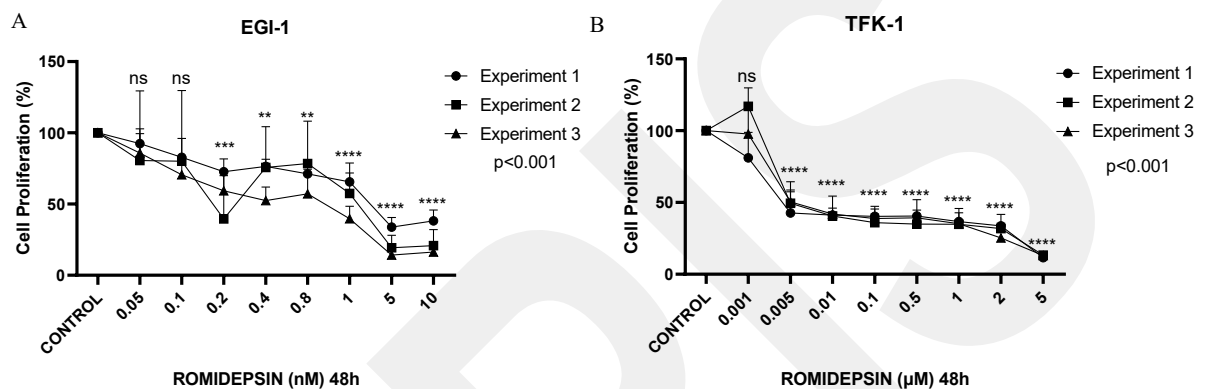 A
EGI-1
Cell Proliferation (%)
150
100
50
0
ns
ns
***
**
**
****
****
****
CONTROL
0.05
0.1
0.2
0.4
0.8
1
5
10
ROMIDEPSIN (nM) 48h
Experiment 1
Experiment 2
Experiment 3
p<0.001
B
TFK-1
Cell Proliferation (%)
150
100
50
0
ns
****
****
****
****
****
****
****
CONTROL
0.001
0.005
0.01
0.1
0.5
1
2
5
ROMIDEPSIN (µM) 48h
Experiment 1
Experiment 2
Experiment 3
p<0.001